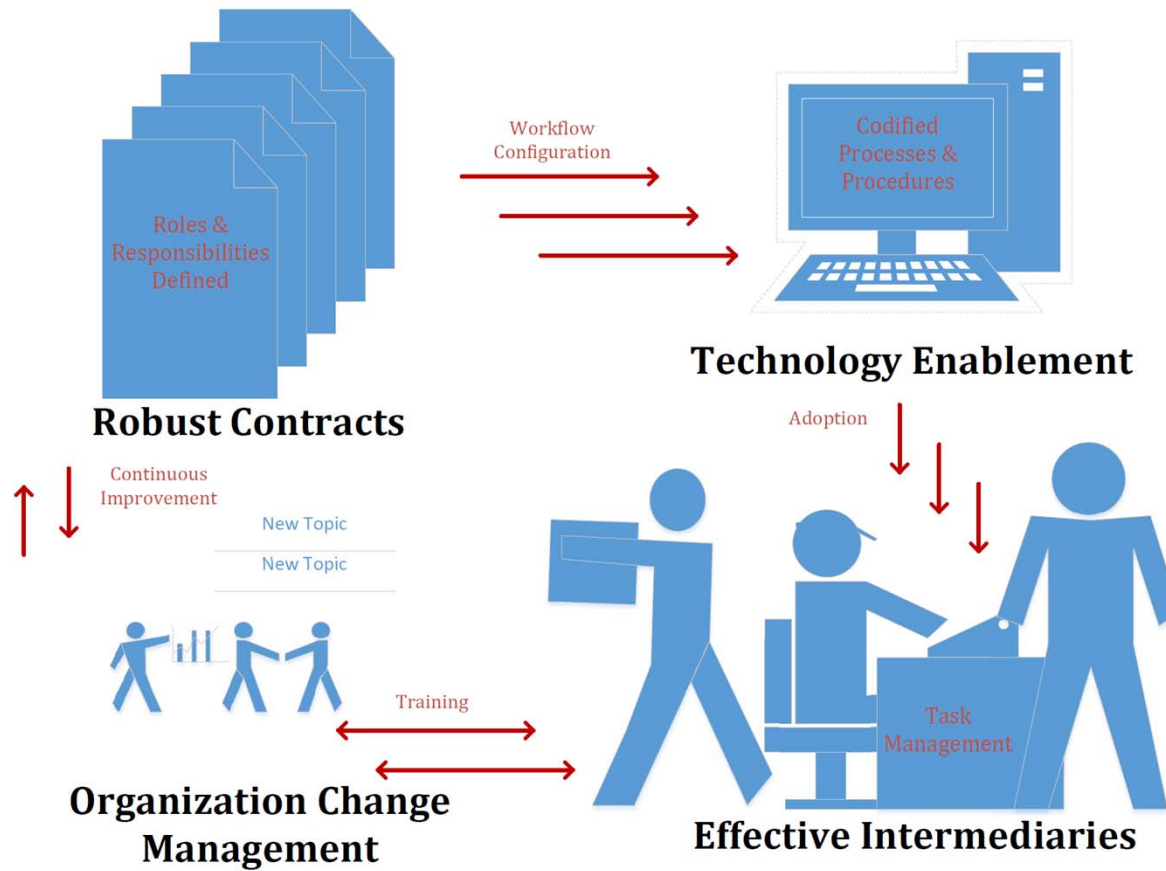 Roles &
Responsibilities
Defined
Robust Contracts
Workflow
Configuration
Codified
Processes &
Procedures
Technology Enablement
Adoption
Continuous
Improvement
New Topic
New Topic
Training
Organization Change
Management
Task
Management
Effective Intermediaries